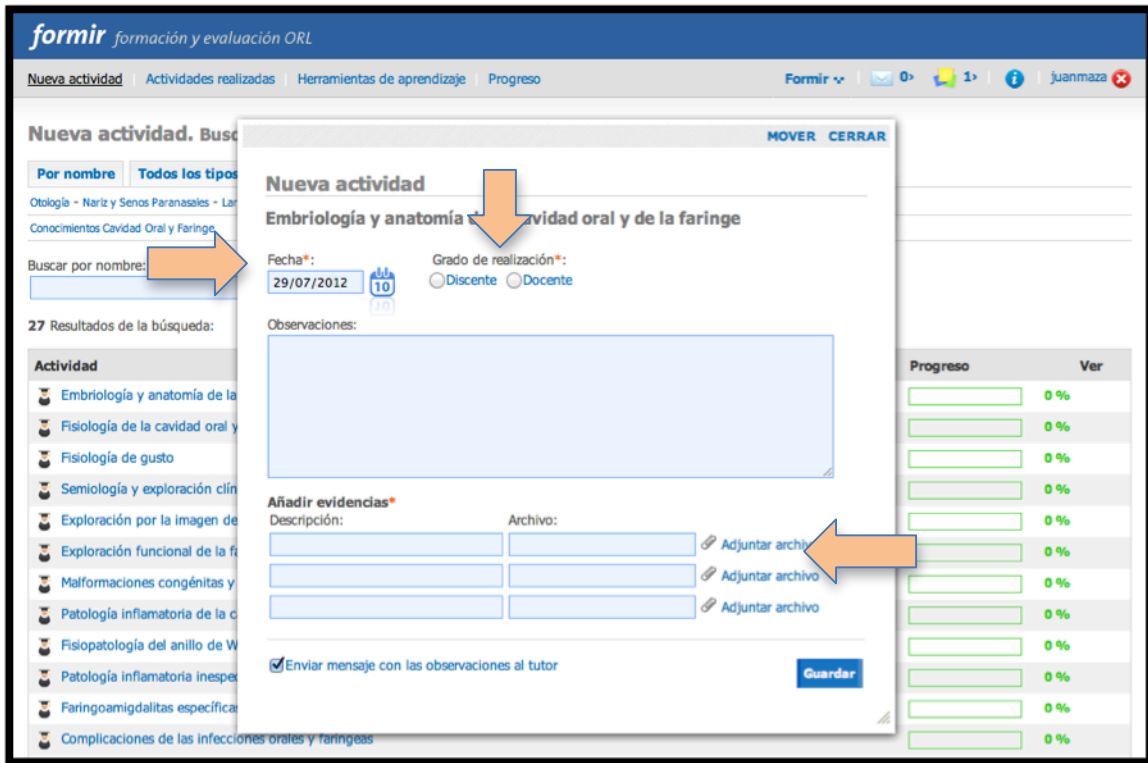 formir formación y evaluación ORL
Nueva actividad Actividades realizadas Herramientas de aprendizaje Progreso Formir 0 1 juanmaza
Nueva actividad. Busc
Por nombre Todos los tipos
Otología - Nariz y Senos Paranasales - Lar
Conocimientos Cavidad Oral y Faringe
Buscar por nombre:
27 Resultados de la búsqueda:
Actividad Progreso Ver
Embriología y anatomía de la 0 %
Fisiología de la cavidad oral y 0 %
Fisiología de gusto 0 %
Semiología y exploración clín 0 %
Exploración por la imagen de 0 %
Exploración funcional de la fa 0 %
Malformaciones congénitas y 0 %
Patología inflamatoria de la c 0 %
Fisiopatología del anillo de W 0 %
Patología inflamatoria inespec 0 %
Faringoamigdalitas específicas 0 %
Complicaciones de las infecciones orales y faríngeas 0 %
MOVER CERRAR
Nueva actividad
Embriología y anatomía d avidad oral y de la faringe
Fecha*: Grado de realización*:
29/07/2012 10 Discente Docente
Observaciones:
Añadir evidencias*
Descripción: Archivo:
Adjuntar archiv
Adjuntar archivo
Adjuntar archivo
Enviar mensaje con las observaciones al tutor
Guardar